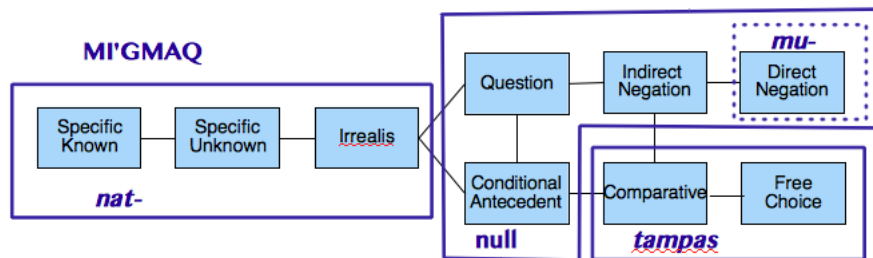 MI'GMAQ
mu-
Question
Indirect
Negation
Direct
Negation
Specific
Known
Specific
Unknown
Irrealis
nat-
Conditional
Antecedent
Comparative
Free
Choice
null
tampas